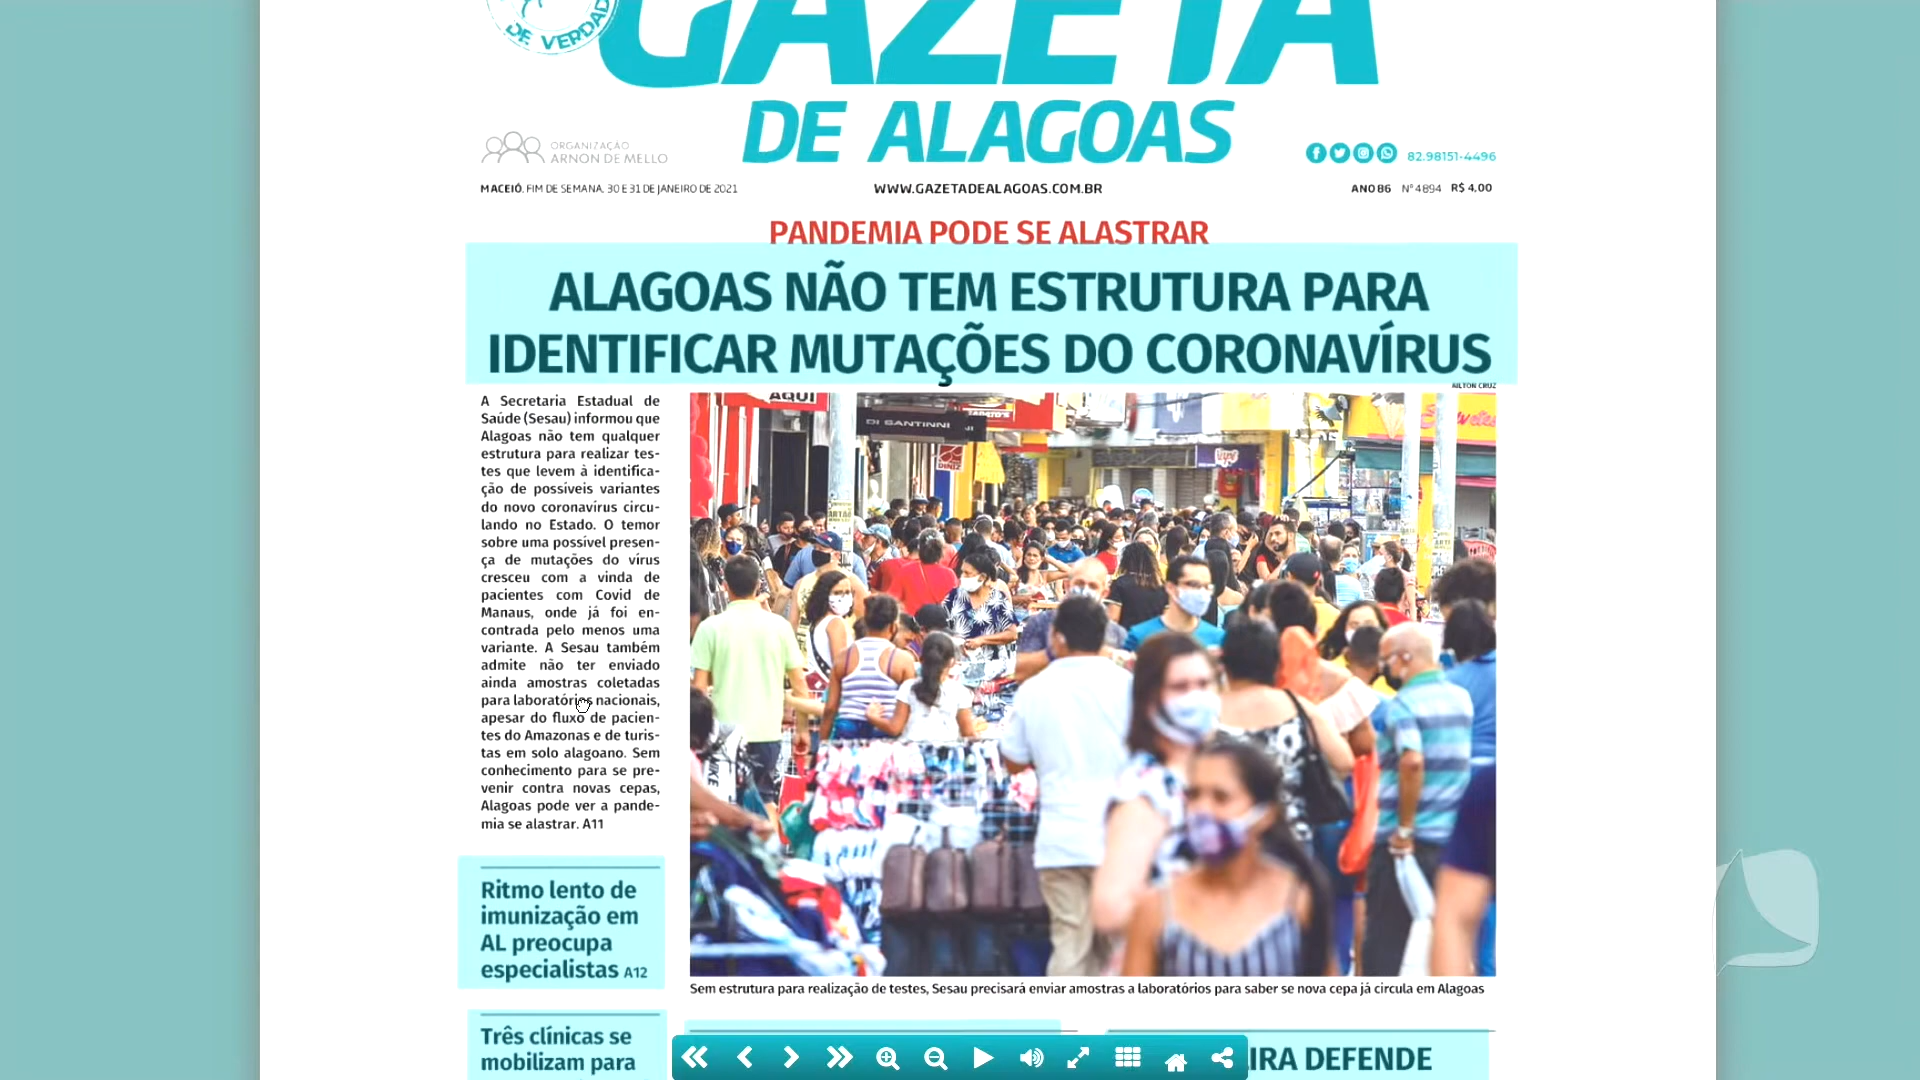 DE VERDAD
GAZETA
DE ALAGOAS
ORGANIZAÇÃO
ARNON DE MELLO
82.98151-4496
MACEIÓ, FIM DE SEMANA, 30 E 31 DE JANEIRO DE 2021
WWW.GAZETADEALAGOAS.COM.BR
ANO 86 Nº 4894 R$ 4,00
PANDEMIA PODE SE ALASTRAR
ALAGOAS NÃO TEM ESTRUTURA PARA
IDENTIFICAR MUTAÇÕES DO CORONAVÍRUS
AILTON CRUZ
A Secretaria Estadual de
Saúde (Sesau) informou que
Alagoas não tem qualquer
estrutura para realizar tes-
tes que levem à identifica-
ção de possíveis variantes
do novo coronavírus circu-
lando no Estado. O temor
sobre uma possível presen-
ça de mutações do vírus
cresceu com a vinda de
pacientes com Covid de
Manaus, onde já foi en-
contrada pelo menos uma
variante. A Sesau também
admite não ter enviado
ainda amostras coletadas
para laboratórios nacionais,
apesar do fluxo de pacien-
tes do Amazonas e de turis-
tas em solo alagoano. Sem
conhecimento para se pre-
venir contra novas cepas,
Alagoas pode ver a pande-
mia se alastrar. A11
AQUI
DI SANTINNI
DINIZ
Sem estrutura para realização de testes, Sesau precisará enviar amostras a laboratórios para saber se nova cepa já circula em Alagoas
Ritmo lento de
imunização em
AL preocupa
especialistas A12
Três clínicas se
mobilizam para
IRA DEFENDE